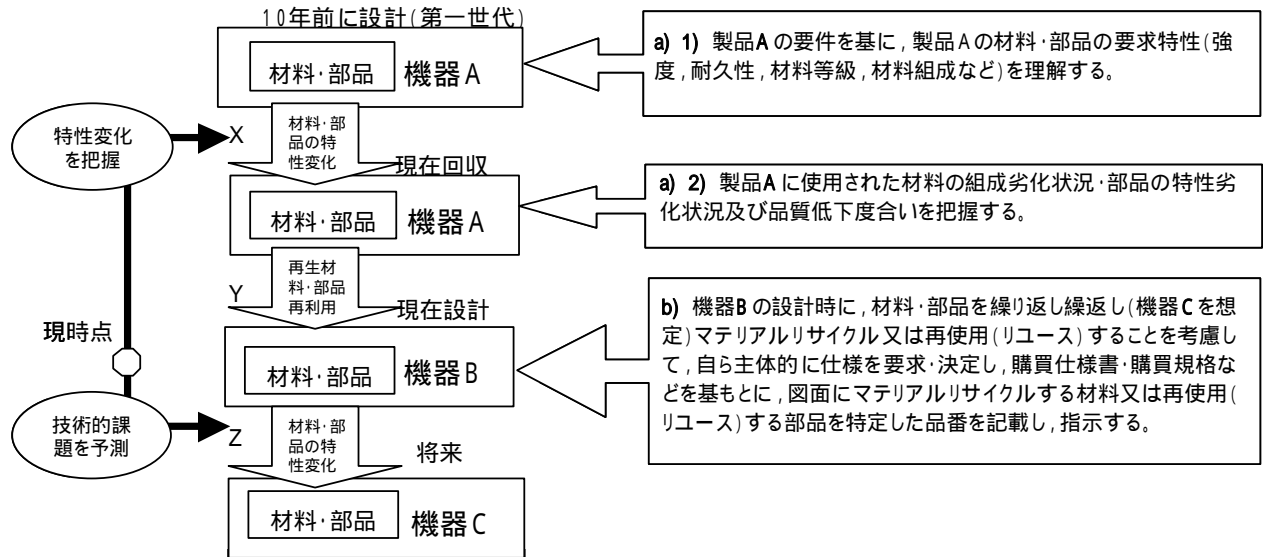 10年前に設計(第一世代)
材料・部品 機器A
a) 1) 製品Aの要件を基に,製品Aの材料・部品の要求特性(強
度,耐久性,材料等級,材料組成など)を理解する。
特性変化
を把握
X
材料・部
品の特
性変化
現在回収
材料・部品 機器A
a) 2) 製品Aに使用された材料の組成劣化状況・部品の特性劣
化状況及び品質低下度合いを把握する。
Y
再生材
料・部品
再利用
現在設計
現時点
材料・部品 機器B
b) 機器Bの設計時に,材料・部品を繰り返し繰返し(機器Cを想
定)マテリアルリサイクル又は再使用(リユース)することを考慮し
て,自ら主体的に仕様を要求・決定し,購買仕様書・購買規格な
どを基もとに,図面にマテリアルリサイクルする材料又は再使用(
リユース)する部品を特定した品番を記載し,指示する。
技術的課
題を予測
Z
材料・部
品の特
性変化
将来
材料・部品 機器C